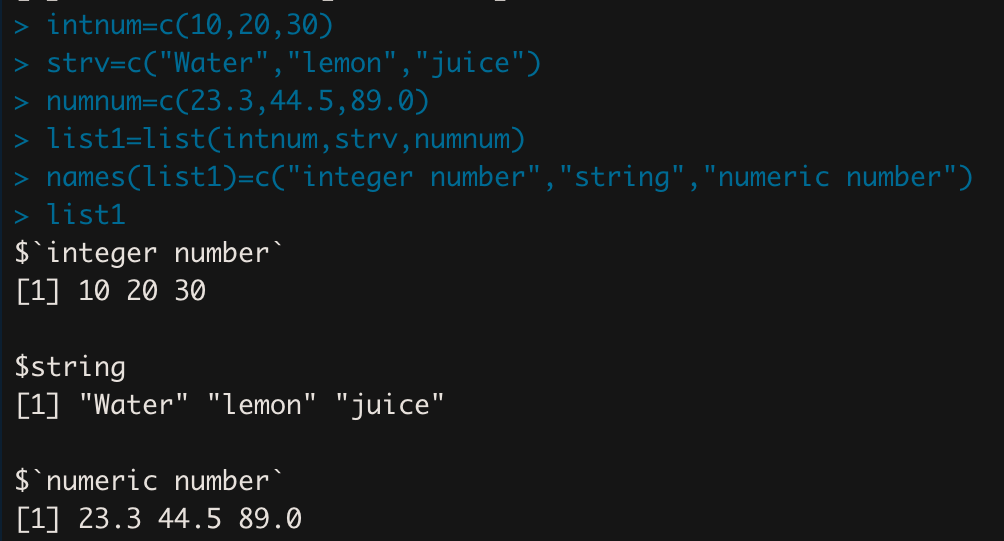 > intnum=c(10,20,30)
> strv=c("Water","lemon","juice")
> numnum=c(23.3,44.5,89.0)
> list1=list(intnum,strv,numnum)
> names(list1)=c("integer number","string","numeric number")
> list1
$`integer number`
[1] 10 20 30

$string
[1] "Water" "lemon" "juice"

$`numeric number`
[1] 23.3 44.5 89.0